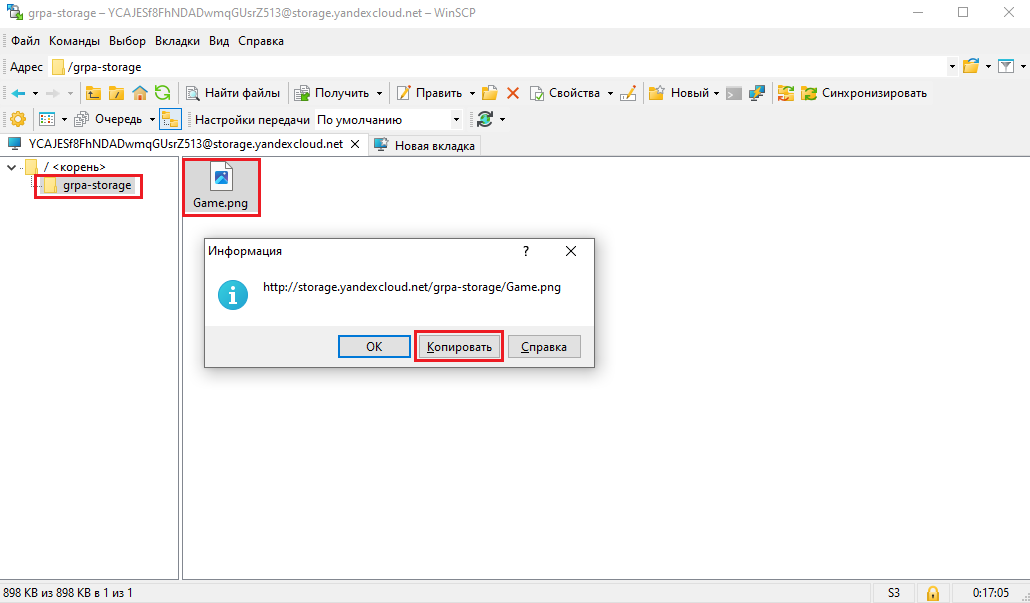 grpa-storage – YCAJESf8FhNDADwmqGUsrZ513@storage.yandexcloud.net – WinSCP
Файл Команды Выбор Вкладки Вид Справка
Адрес /grpa-storage
Найти файлы Получить Править Свойства Новый Синхронизировать
Очередь Настройки передачи По умолчанию
YCAJESf8FhNDADwmqGUsrZ513@storage.yandexcloud.net Новая вкладка
/ <корень>
grpa-storage
Game.png
Информация ?
http://storage.yandexcloud.net/grpa-storage/Game.png
OK Копировать Справка
898 КВ из 898 КВ в 1 из 1 S3 0:17:05